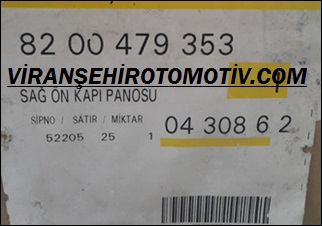 82 00 479 353
VİRANŞEHİROTOMOTİV.COM
1
SAĞ ÖN KAPI PANOSU
SİPNO / SATIR / MİKTAR
52205 25 1
04 308 6 2